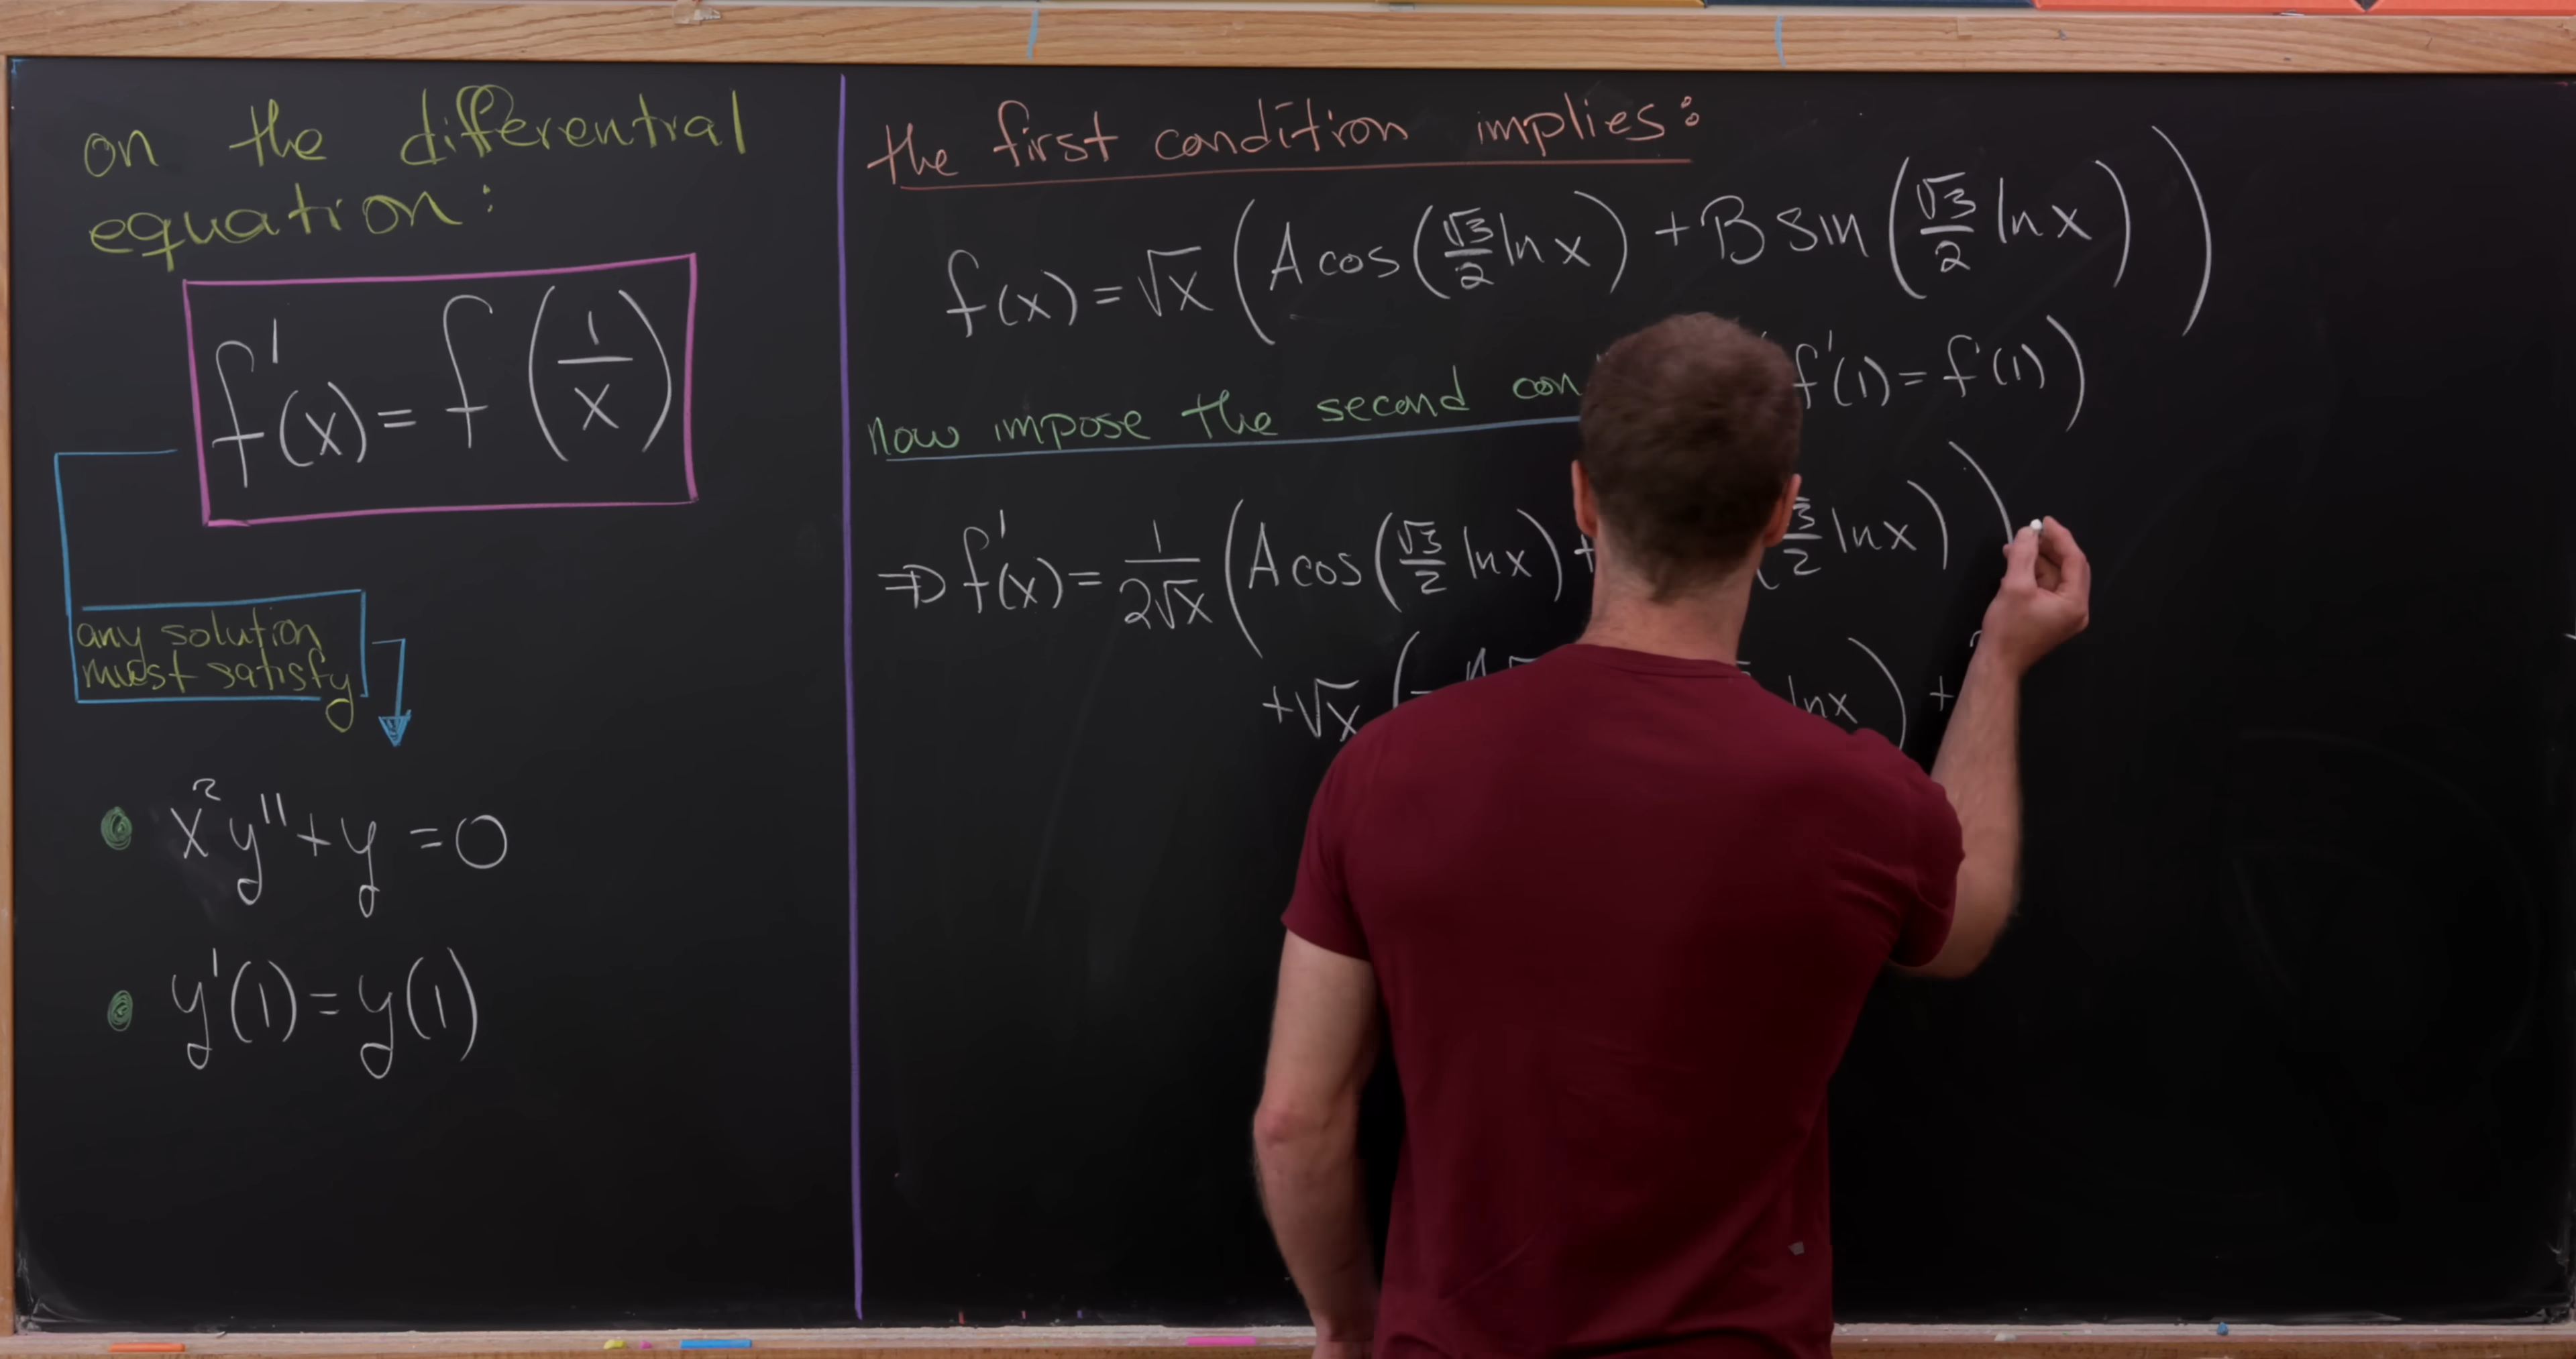 on the differential
equation:
f'(x) = f(1/x)
any solution
must satisfy
x²y'' + y = 0
y'(1) = y(1)
the first condition implies:
f(x) = √x (A cos(√3/2 ln x) + B sin(√3/2 ln x))
now impose the second f'(1) = f(1))
⇒ f'(x) = 1/(2√x) (A cos(√3/2 ln x) + 3/2 ln x))
+√x ( - ln x) +